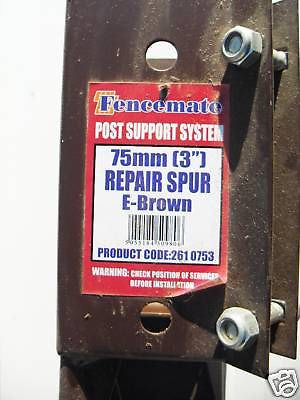 Fencemate
POST SUPPORT SYSTEM
75mm (3")
REPAIR SPUR
E-Brown
PRODUCT CODE:261 0753
WARNING: CHECK POSITION OF SERVICES
BEFORE INSTALLATION.
ebay